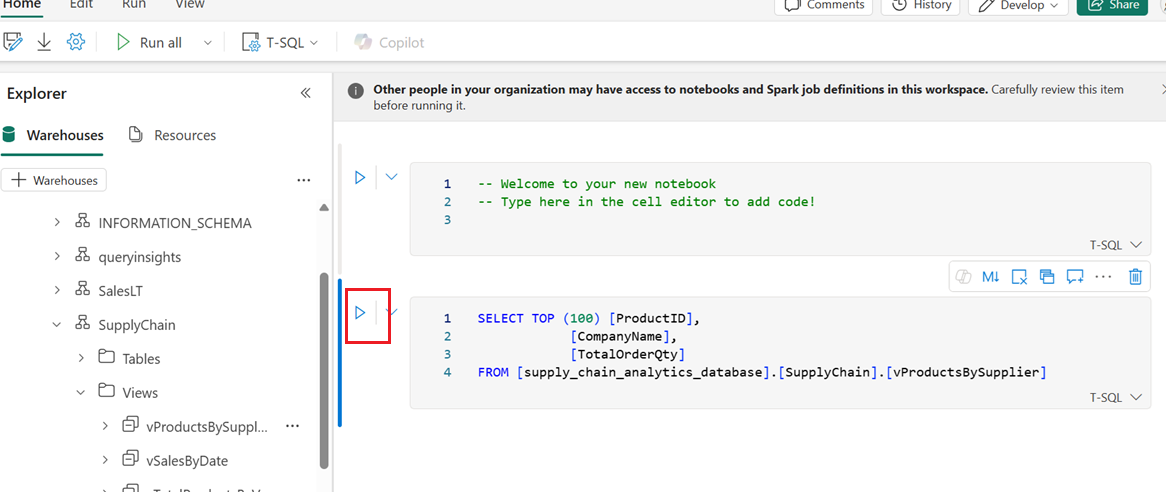 Home Edit Run View
Comments History Develop Share
Run all T-SQL Copilot
Explorer
Warehouses Resources
Warehouses
INFORMATION_SCHEMA
queryinsights
SalesLT
SupplyChain
Tables
Views
vProductsBySuppl...
vSalesByDate
Other people in your organization may have access to notebooks and Spark job definitions in this workspace. Carefully review this item
before running it.
1 -- Welcome to your new notebook
2 -- Type here in the cell editor to add code!
3
T-SQL
M↓
1 SELECT TOP (100) [ProductID],
2 [CompanyName],
3 [TotalOrderQty]
4 FROM [supply_chain_analytics_database].[SupplyChain].[vProductsBySupplier]
T-SQL